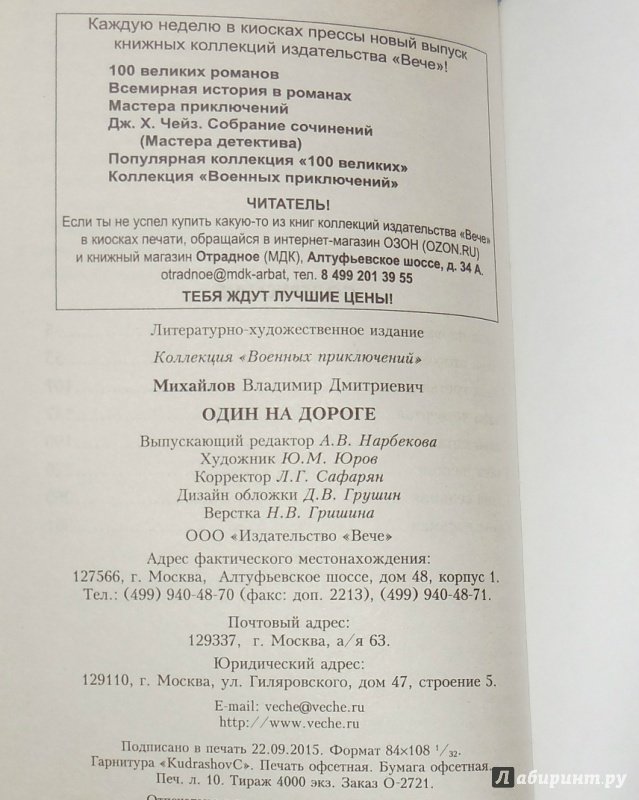 Каждую неделю в киосках прессы новый выпуск
книжных коллекций издательства «Вече»!
100 великих романов
Всемирная история в романах
Мастера приключений
Дж. Х. Чейз. Собрание сочинений
(Мастера детектива)
Популярная коллекция «100 великих»
Коллекция «Военных приключений»
ЧИТАТЕЛЬ!
Если ты не успел купить какую-то из книг коллекций издательства «Вече»
в киосках печати, обращайся в интернет-магазин ОЗОН (OZON.RU)
и книжный магазин Отрадное (МДК), Алтуфьевское шоссе, д. 34 А.
otradnoe@mdk-arbat, тел. 8 499 201 39 55
ТЕБЯ ЖДУТ ЛУЧШИЕ ЦЕНЫ!
Литературно-художественное издание
Коллекция «Военных приключений»
Михайлов Владимир Дмитриевич
ОДИН НА ДОРОГЕ
Выпускающий редактор А.В. Нарбекова
Художник Ю.М. Юров
Корректор Л.Г. Сафарян
Дизайн обложки Д.В. Грушин
Верстка Н.В. Гришина
ООО «Издательство «Вече»
Адрес фактического местонахождения:
127566, г. Москва, Алтуфьевское шоссе, дом 48, корпус 1.
Тел.: (499) 940-48-70 (факс: доп. 2213), (499) 940-48-71.
Почтовый адрес:
129337, г. Москва, а/я 63.
Юридический адрес:
129110, г. Москва, ул. Гиляровского, дом 47, строение 5.
E-mail: veche@veche.ru
http://www.veche.ru
Подписано в печать 22.09.2015. Формат 84×108 1/32.
Гарнитура «KudrashovC». Печать офсетная. Бумага офсетная.
Печ. л. 10. Тираж 4000 экз. Заказ О-2721.
Лабиринт.ру